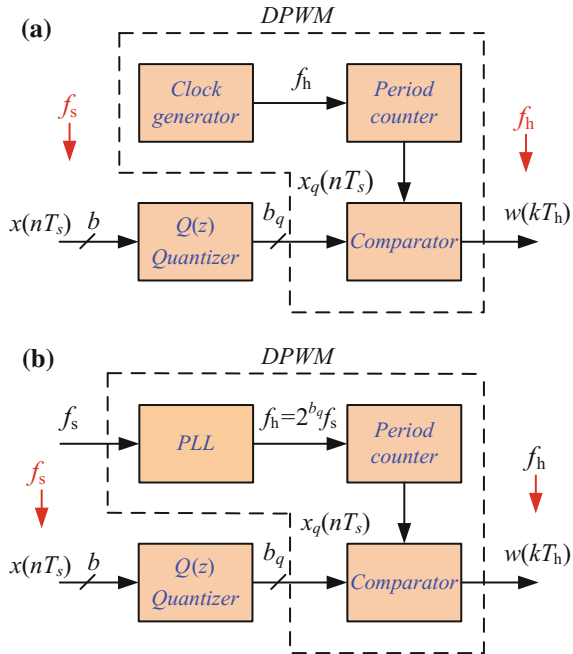 (a)
DPWM
Clock generator
f_h
Period counter
f_s
f_h
x_q(nT_s)
x(nT_s)
b
Q(z) Quantizer
b_q
Comparator
w(kT_h)
(b)
DPWM
f_s
PLL
f_h=2^{b_q}f_s
Period counter
f_s
f_h
x_q(nT_s)
x(nT_s)
b
Q(z) Quantizer
b_q
Comparator
w(kT_h)